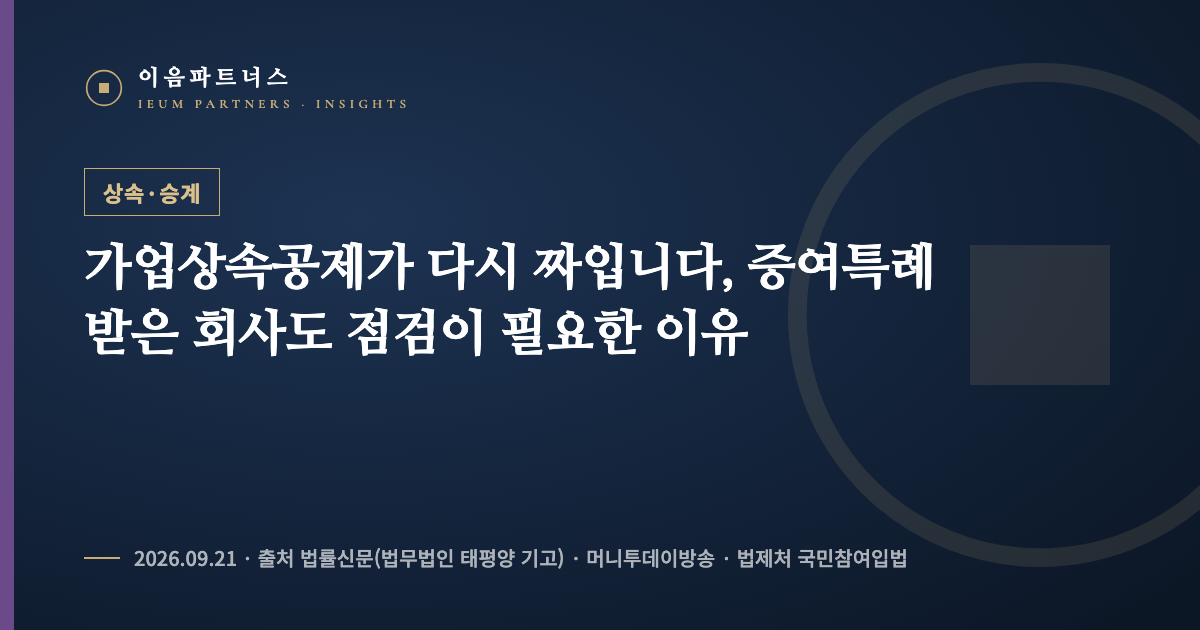 이음파트너스
IEUM PARTNERS · INSIGHTS
상속·승계
가업상속공제가 다시 짜입니다, 증여특례
받은 회사도 점검이 필요한 이유
2026.09.21 · 출처 법률신문(법무법인 태평양 기고) · 머니투데이방송 · 법제처 국민참여입법